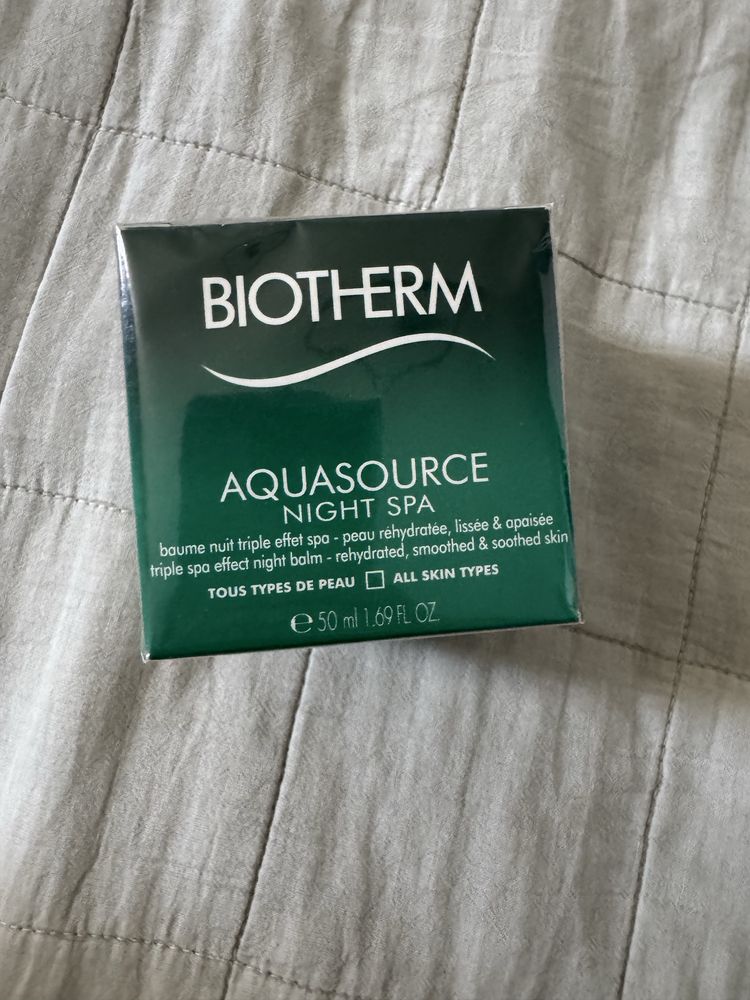 BIOTHERM
AQUASOURCE
NIGHT SPA
baume nuit triple effet spa - peau réhydratée, lissée & apaisée
triple spa effect night balm - rehydrated, smoothed & soothed skin
TOUS TYPES DE PEAU ☐ ALL SKIN TYPES
℮ 50 ml 1.69 FL. OZ.